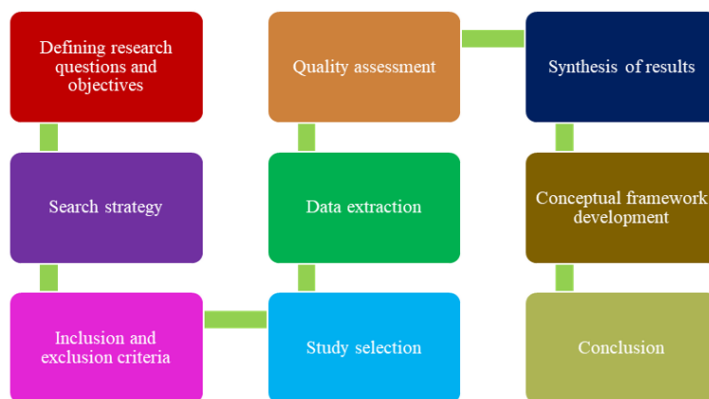 Defining research
questions and
objectives
Search strategy
Inclusion and
exclusion criteria
Study selection
Data extraction
Quality assessment
Synthesis of results
Conceptual framework
development
Conclusion